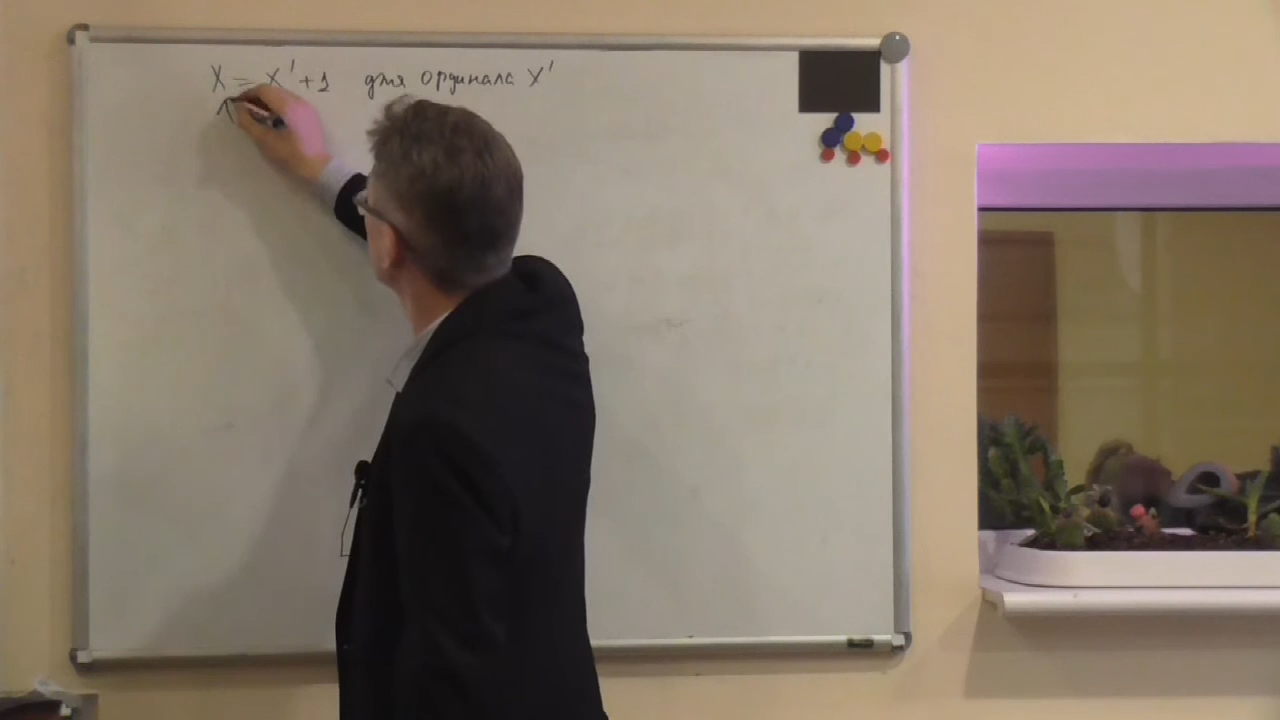 X = X' + 1 для ординала X'